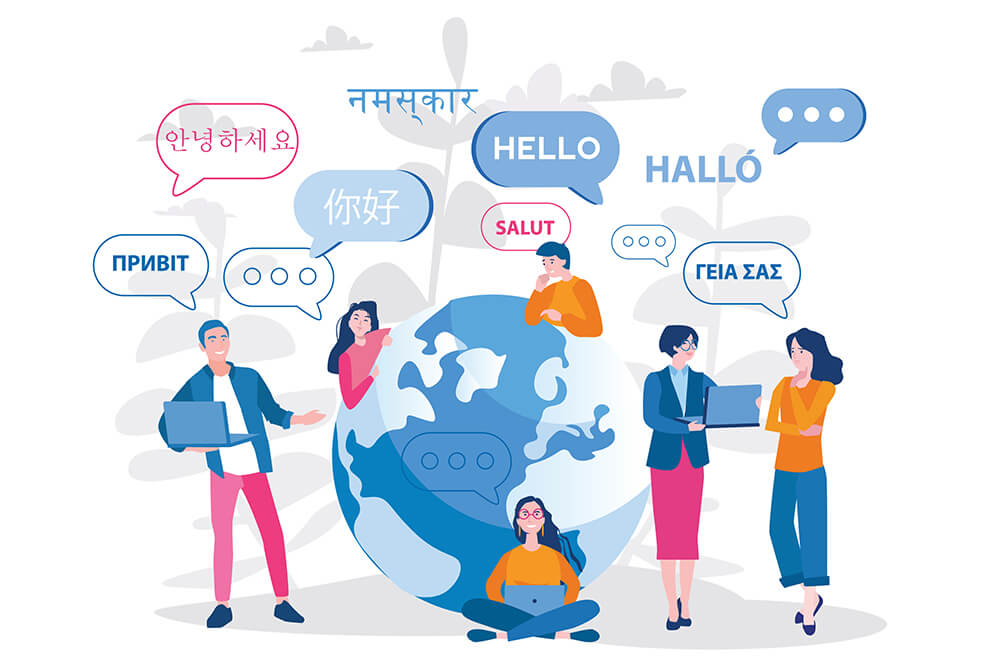 नमस्कार
안녕하세요
HELLO
HALLÓ
你好
SALUT
ПРИВІТ
ΓΕΙΑ ΣΑΣ